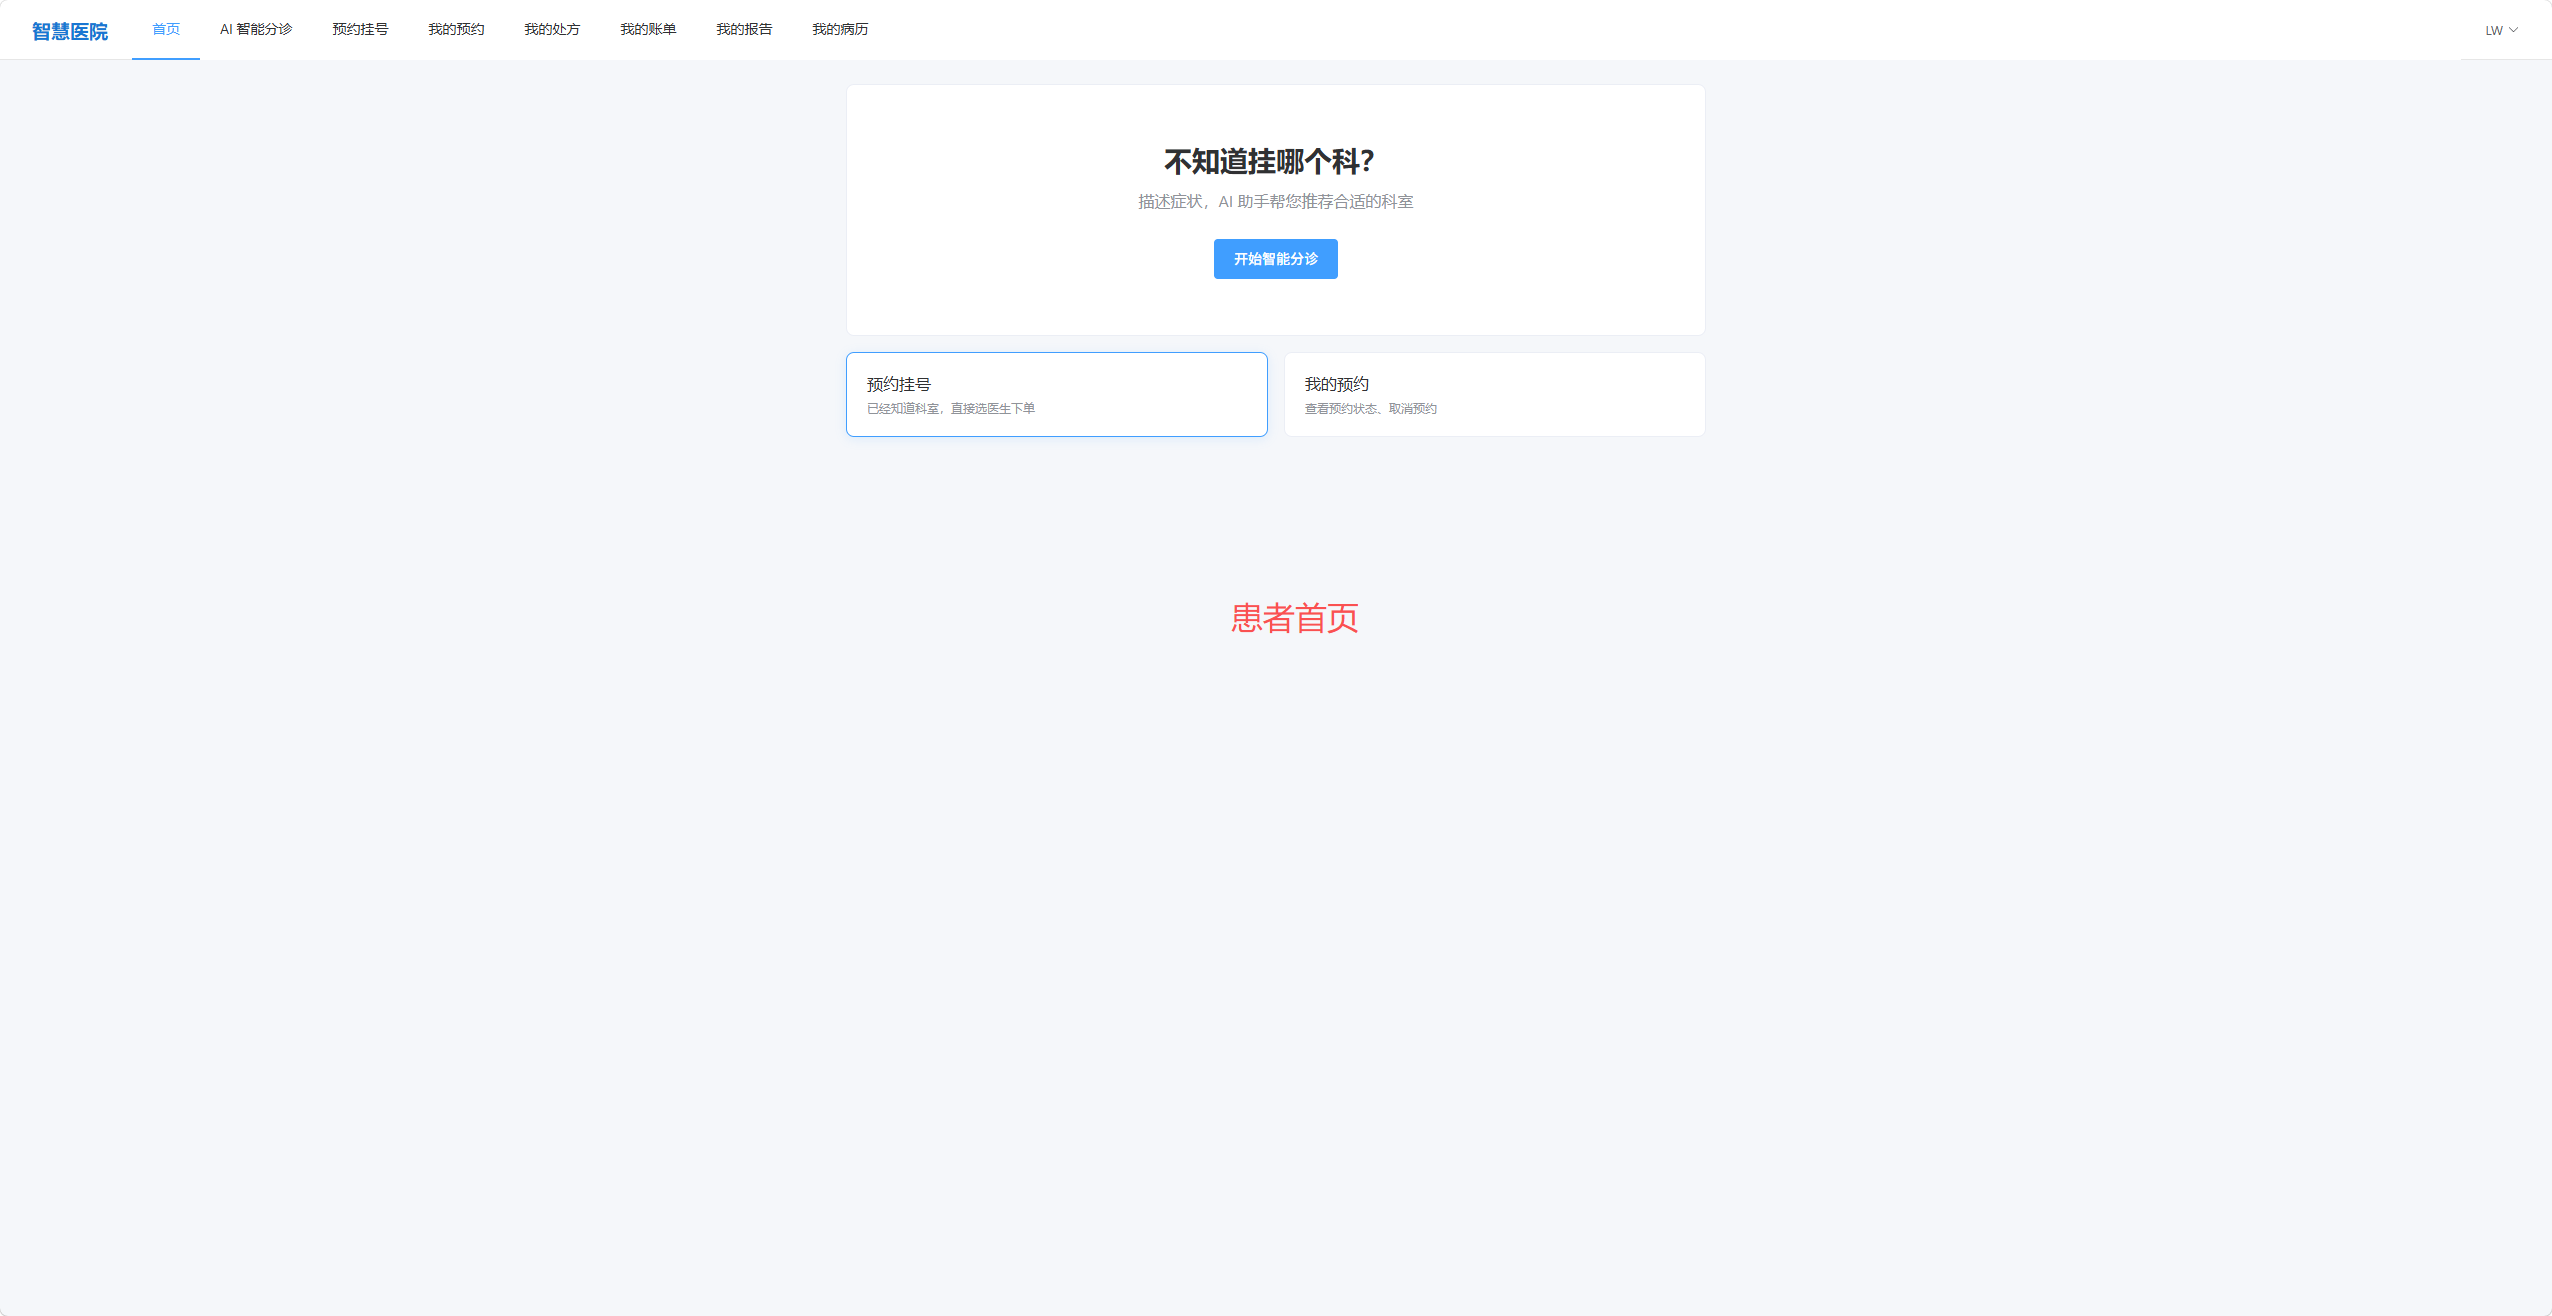 智慧医院 首页 AI 智能分诊 预约挂号 我的预约 我的处方 我的账单 我的报告 我的病历 LW
不知道挂哪个科？
描述症状，AI 助手帮您推荐合适的科室
开始智能分诊
预约挂号
已经知道科室，直接选医生下单
我的预约
查看预约状态、取消预约
患者首页